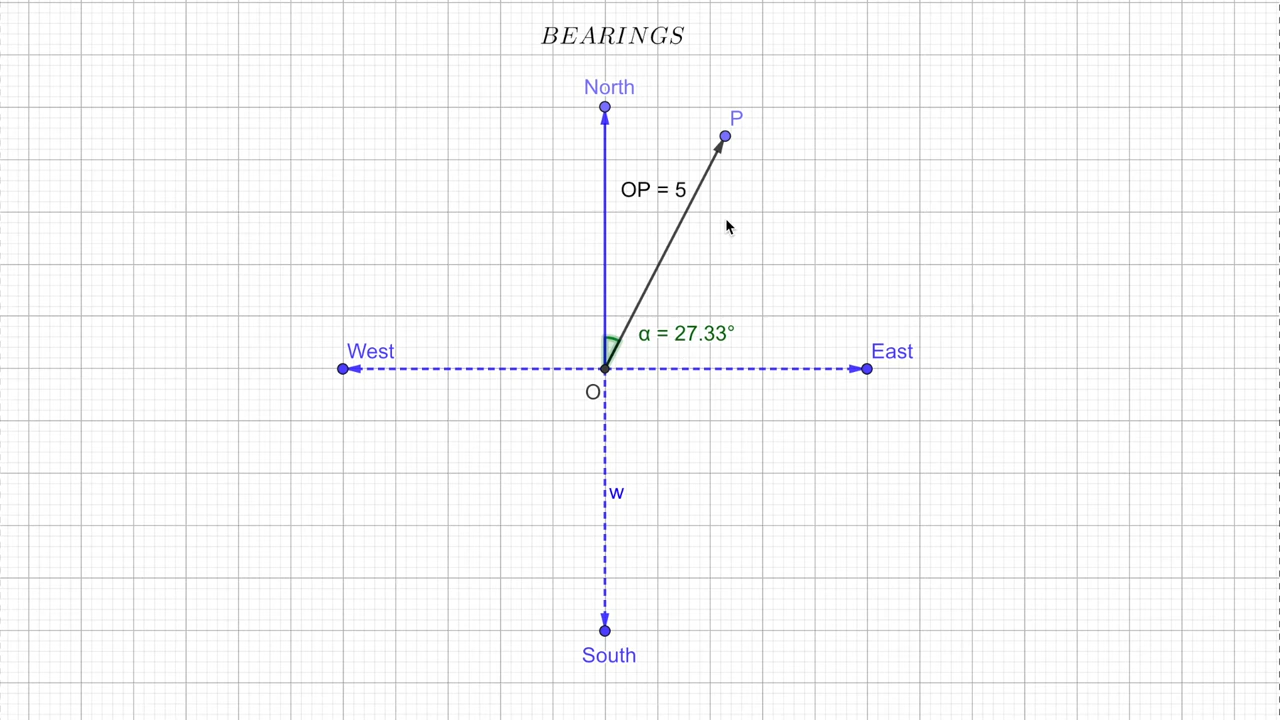 BEARINGS
North
P
OP = 5
α = 27.33°
West
East
O
w
South